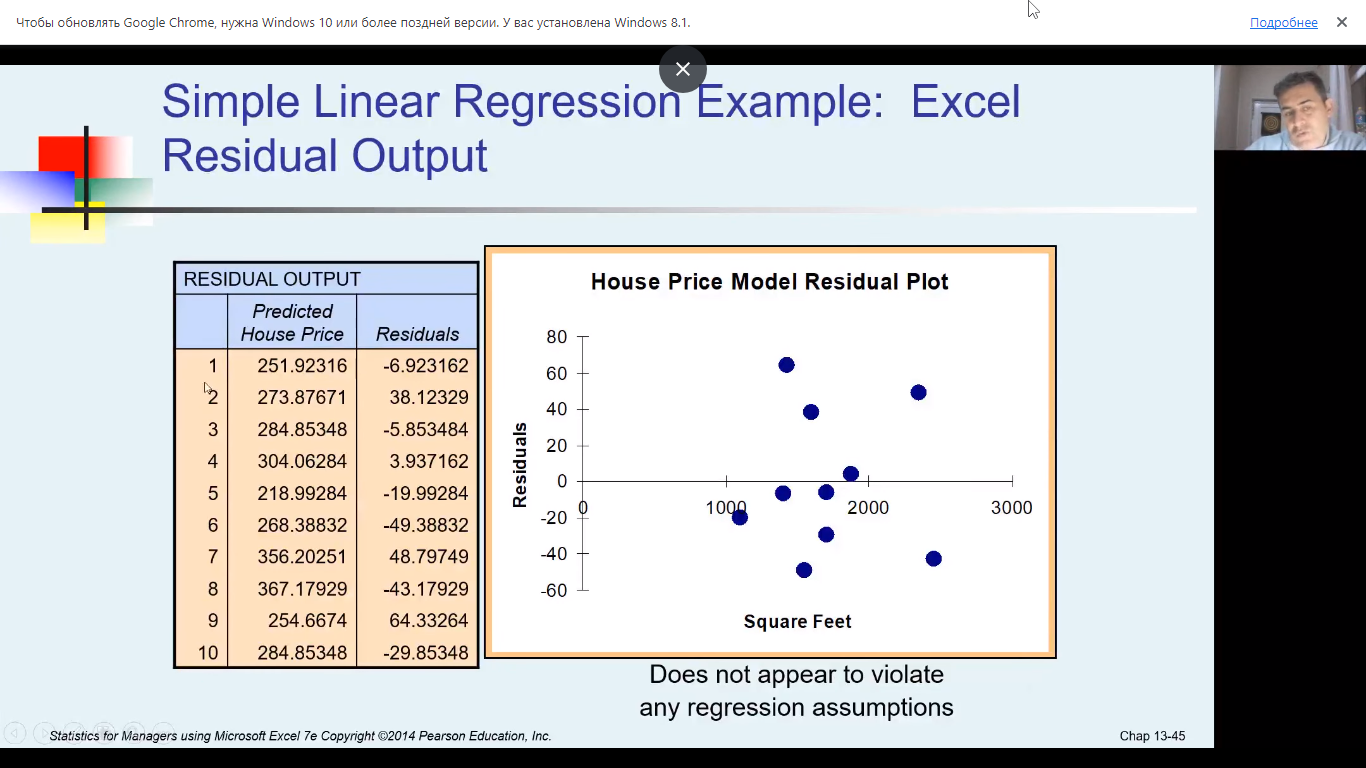 Чтобы обновлять Google Chrome, нужна Windows 10 или более поздней версии. У вас установлена Windows 8.1.
Подробнее
Simple Linear Regression Example: Excel
Residual Output
RESIDUAL OUTPUT
Predicted
House Price
Residuals
1 251.92316 -6.923162
2 273.87671 38.12329
3 284.85348 -5.853484
4 304.06284 3.937162
5 218.99284 -19.99284
6 268.38832 -49.38832
7 356.20251 48.79749
8 367.17929 -43.17929
9 254.6674 64.33264
10 284.85348 -29.85348
House Price Model Residual Plot
80
60
40
20
0
-20
-40
-60
Residuals
0 1000 2000 3000
Square Feet
Does not appear to violate
any regression assumptions
Statistics for Managers using Microsoft Excel 7e Copyright ©2014 Pearson Education, Inc.
Chap 13-45